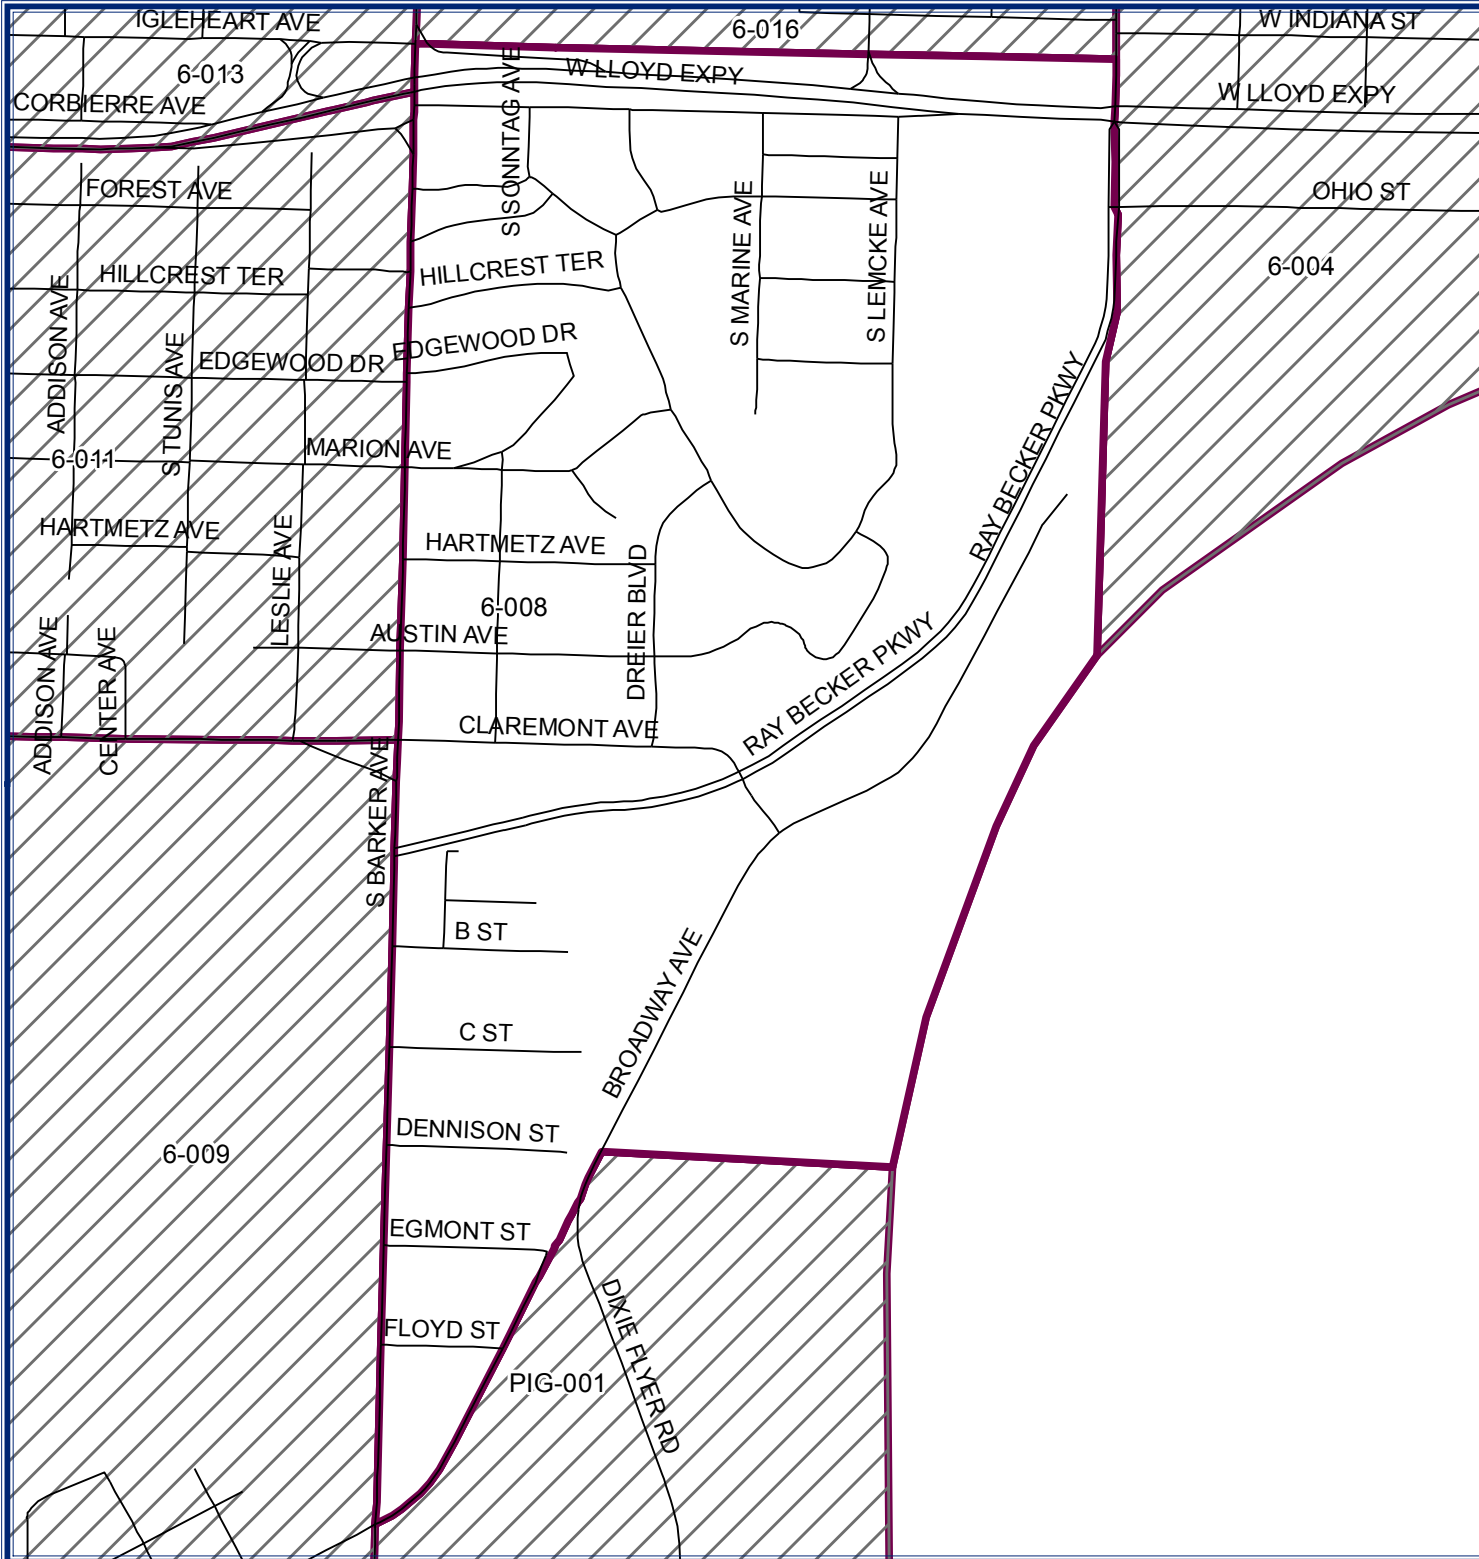 IGLEHEART AVE
6-016
W INDIANA ST
6-013
W LLOYD EXPY
W LLOYD EXPY
CORBIERRE AVE
S SONNTAG AVE
FOREST AVE
OHIO ST
S MARINE AVE
S LEMCKE AVE
HILLCREST TER
HILLCREST TER
6-004
ADDISON AVE
S TUNIS AVE
EDGEWOOD DR
EDGEWOOD DR
RAY BECKER PKWY
MARION AVE
6-011
HARTMETZ AVE
LESLIE AVE
HARTMETZ AVE
DREIER BLVD
6-008
AUSTIN AVE
ADDISON AVE
CENTER AVE
RAY BECKER PKWY
CLAREMONT AVE
S BARKER AVE
B ST
BROADWAY AVE
C ST
DENNISON ST
6-009
EGMONT ST
FLOYD ST
DIXIE FLYER RD
PIG-001